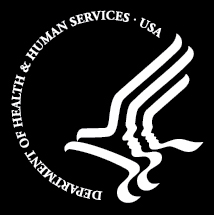 DEPARTMENT OF HEALTH & HUMAN SERVICES · USA